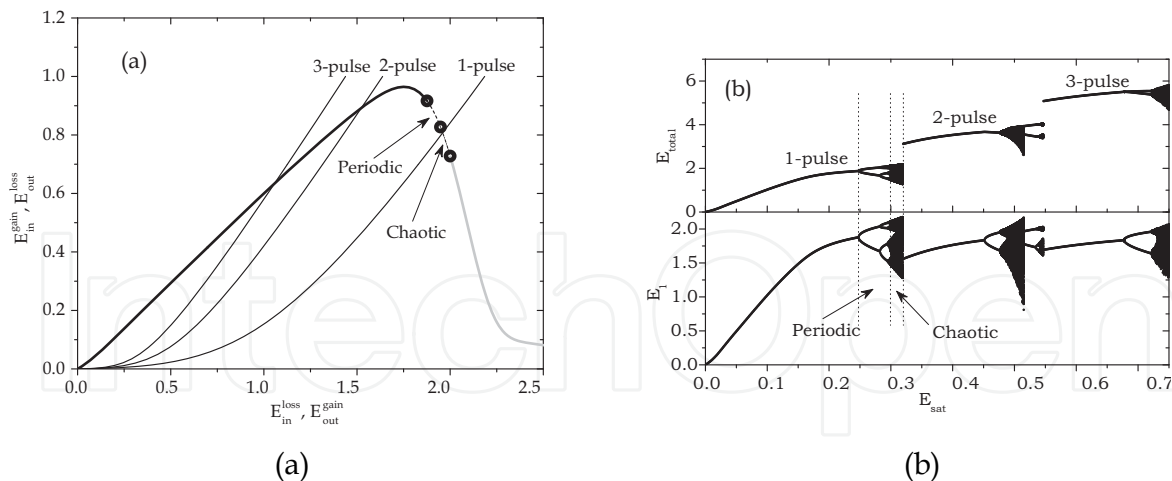 (a)
3-pulse 2-pulse 1-pulse
Periodic
Chaotic
1.2
1.0
0.8
0.6
0.4
0.2
0.0
0.0 0.5 1.0 1.5 2.0 2.5
E_in^gain, E_out^loss
E_in^loss, E_out^gain
(a)
(b)
3-pulse
2-pulse
1-pulse
6
4
2
0
E_total
2.0
1.5
1.0
0.5
0.0
E_1
Periodic
Chaotic
0.0 0.1 0.2 0.3 0.4 0.5 0.6 0.7
E_sat
(b)
IntechOpen